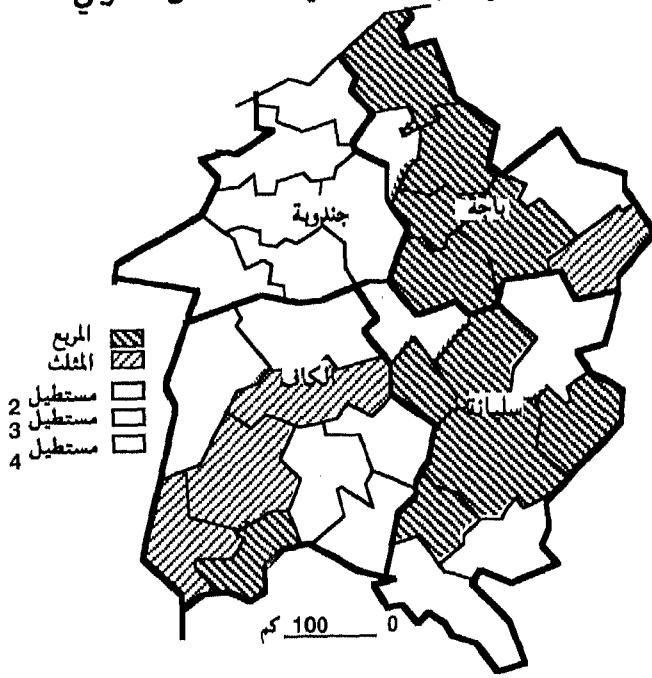 جندوبة
باجة
المربع
المثلث
مستطيل 2
مستطيل 3
مستطيل 4
الكاف
سليانة
كم 100 0